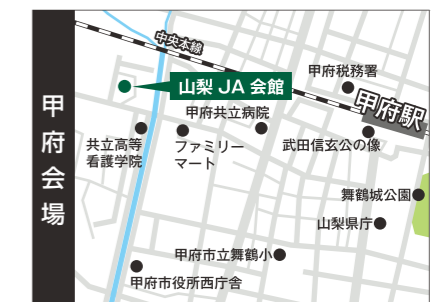 甲府会場
中央本線
山梨 JA 会館
甲府税務署
甲府駅
甲府共立病院
共立高等
看護学院
ファミリー
マート
武田信玄公の像
舞鶴城公園
山梨県庁
甲府市立舞鶴小
甲府市役所西庁舎